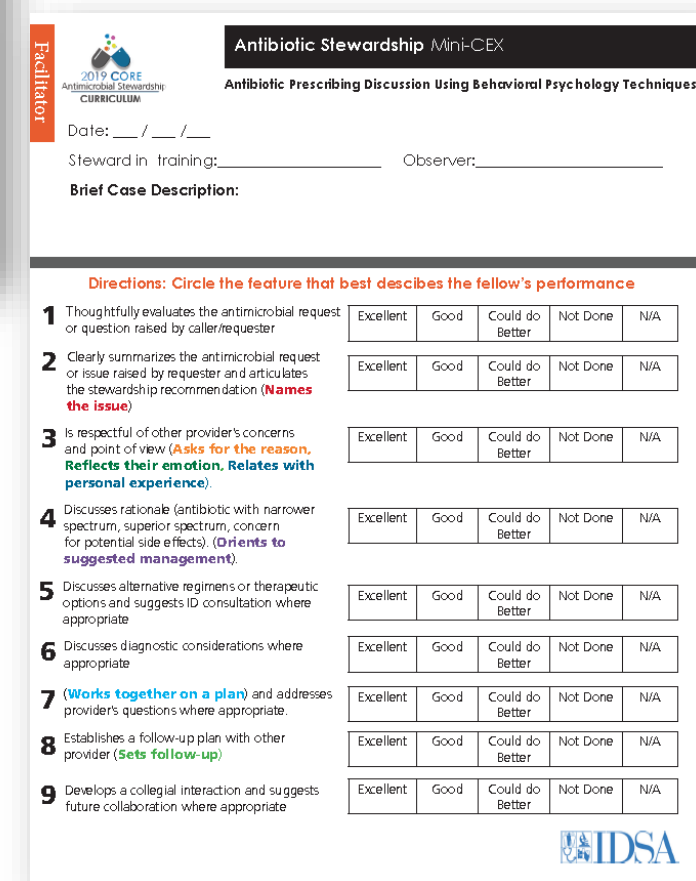 Facilitator
2019 CORE
Antimicrobial Stewardship
CURRICULUM
Antibiotic Stewardship Mini-CEX
Antibiotic Prescribing Discussion Using Behavioral Psychology Techniques
Date: ___ / ___ /___
Steward in training:____________________ Observer:_______________________
Brief Case Description:
Directions: Circle the feature that best descibes the fellow's performance
1 Thoughtfully evaluates the antimicrobial request
or question raised by caller/requester
Excellent Good Could do Better Not Done N/A
2 Clearly summarizes the antimicrobial request
or issue raised by requester and articulates
the stewardship recommendation (Names
the issue)
Excellent Good Could do Better Not Done N/A
3 Is respectful of other provider's concerns
and point of view (Asks for the reason,
Reflects their emotion, Relates with
personal experience).
Excellent Good Could do Better Not Done N/A
4 Discusses rationale (antibiotic with narrower
spectrum, superior spectrum, concern
for potential side effects). (Orients to
suggested management).
Excellent Good Could do Better Not Done N/A
5 Discusses alternative regimens or therapeutic
options and suggests ID consultation where
appropriate
Excellent Good Could do Better Not Done N/A
6 Discusses diagnostic considerations where
appropriate
Excellent Good Could do Better Not Done N/A
7 (Works together on a plan) and addresses
provider's questions where appropriate.
Excellent Good Could do Better Not Done N/A
8 Establishes a follow-up plan with other
provider (Sets follow-up)
Excellent Good Could do Better Not Done N/A
9 Develops a collegial interaction and suggests
future collaboration where appropriate
Excellent Good Could do Better Not Done N/A
IDSA